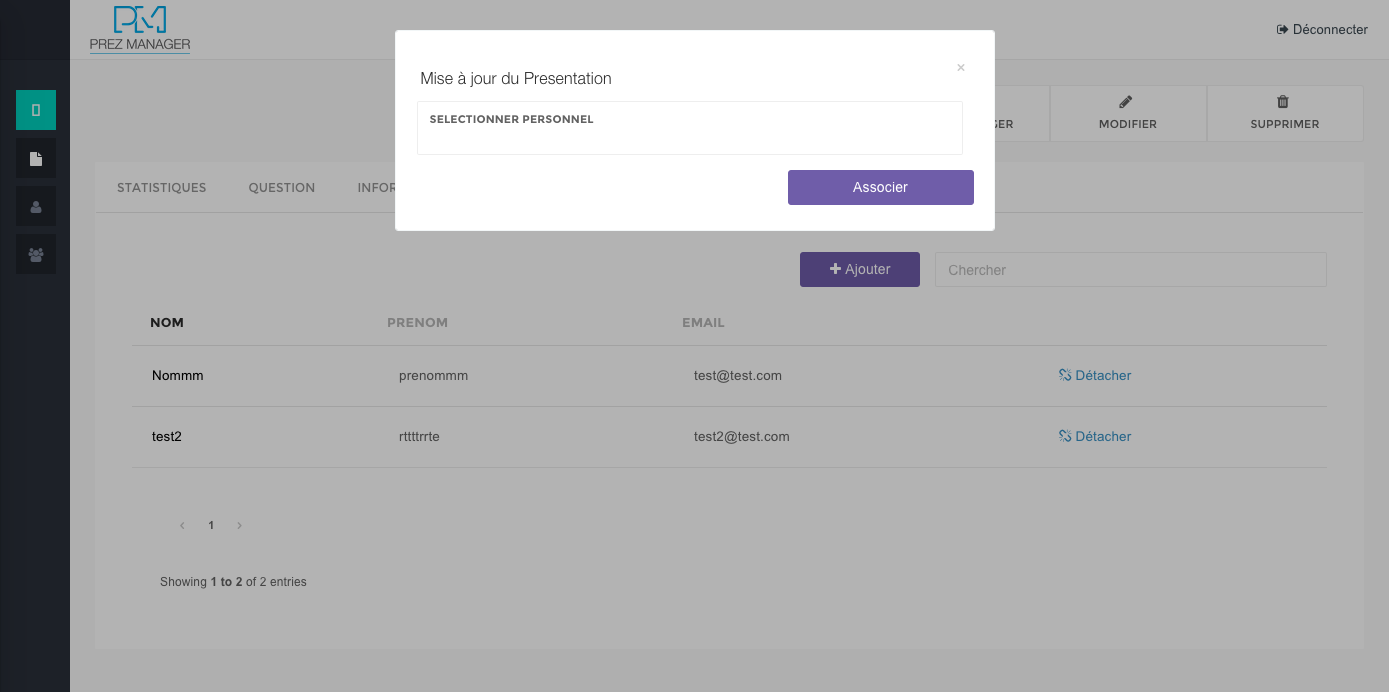 PM
PREZ MANAGER
Déconnecter
Mise à jour du Presentation
×
SELECTIONNER PERSONNEL
Associer
GER
MODIFIER
SUPPRIMER
STATISTIQUES
QUESTION
INFOR
Ajouter
Chercher
NOM PRENOM EMAIL
Nommm prenommm test@test.com Détacher
test2 rttttrrte test2@test.com Détacher
‹ 1 ›
Showing 1 to 2 of 2 entries